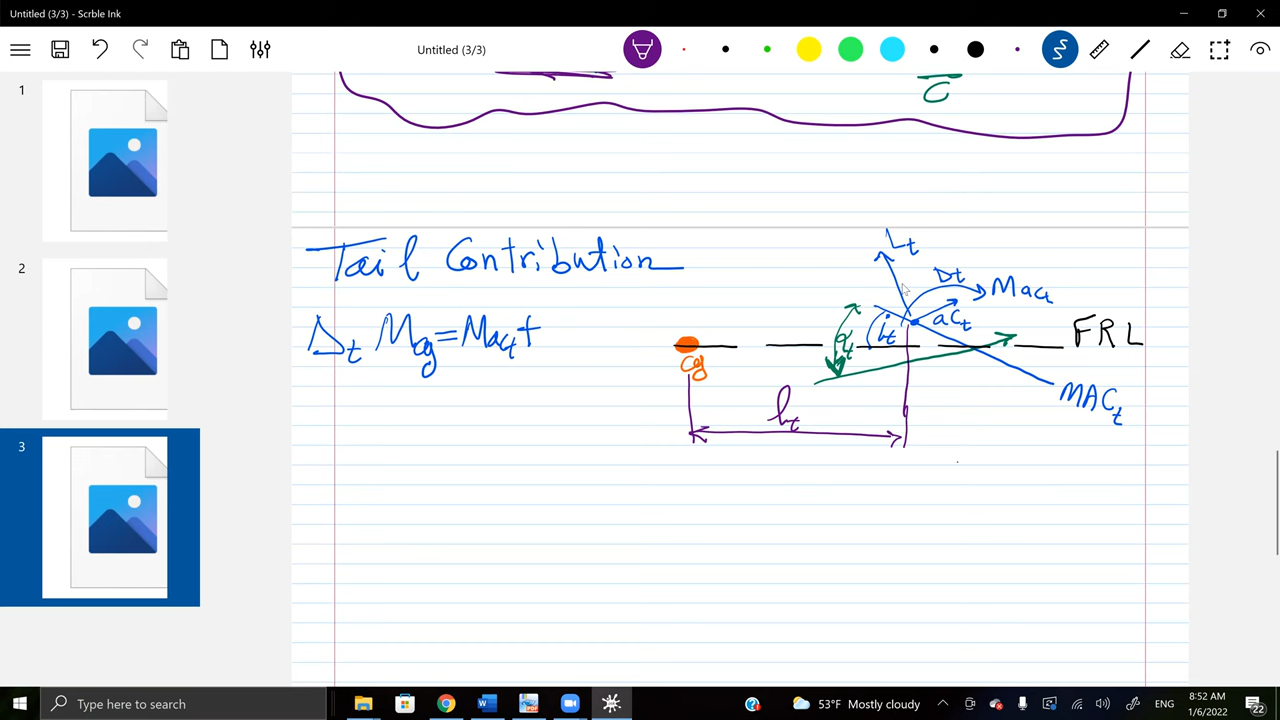 Untitled (3/3) - Scrble Ink
Untitled (3/3)
1
2
3
C
Tail Contribution
Δt Mcg = Mact +
Lt
Dt
Mact
act
it
αt
FRL
cg
lt
MACt
Type here to search
53°F Mostly cloudy
ENG
8:52 AM
1/6/2022
22